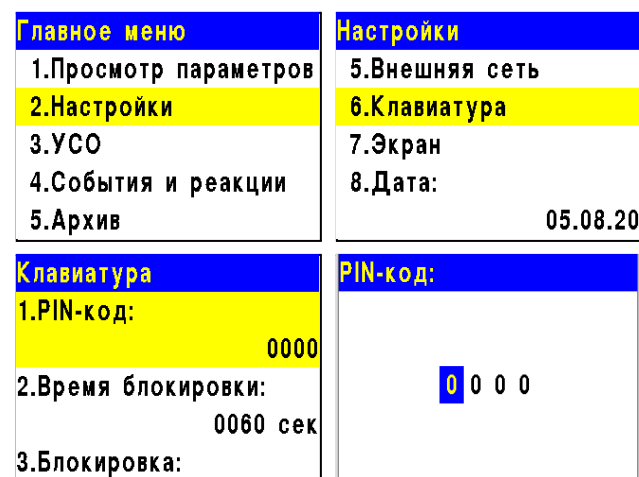 Главное меню
1.Просмотр параметров
2.Настройки
3.УСО
4.События и реакции
5.Архив
Настройки
5.Внешняя сеть
6.Клавиатура
7.Экран
8.Дата:
05.08.20
Клавиатура
1.PIN-код:
0000
2.Время блокировки:
0060 сек
3.Блокировка:
PIN-код:
0 0 0 0